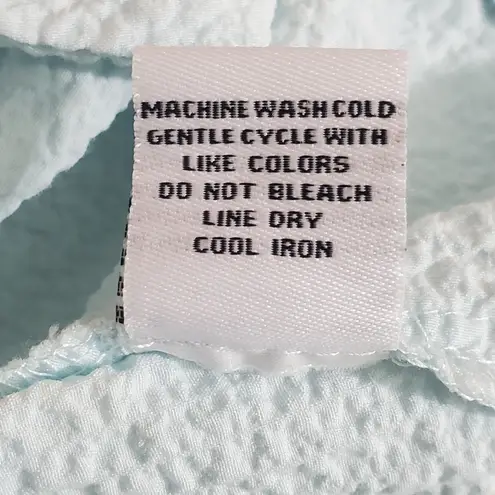 MACHINE WASH COLD
GENTLE CYCLE WITH
LIKE COLORS
DO NOT BLEACH
LINE DRY
COOL IRON